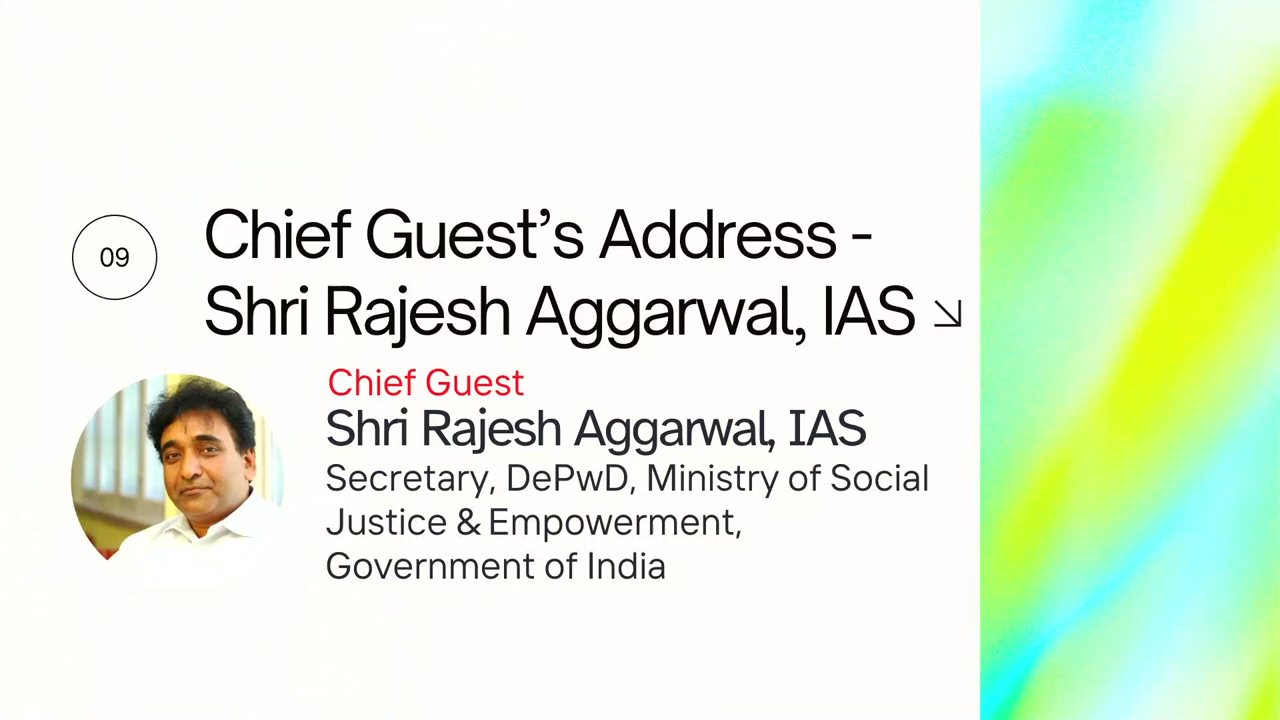 09
Chief Guest’s Address -
Shri Rajesh Aggarwal, IAS
Chief Guest
Shri Rajesh Aggarwal, IAS
Secretary, DePwD, Ministry of Social
Justice & Empowerment,
Government of India